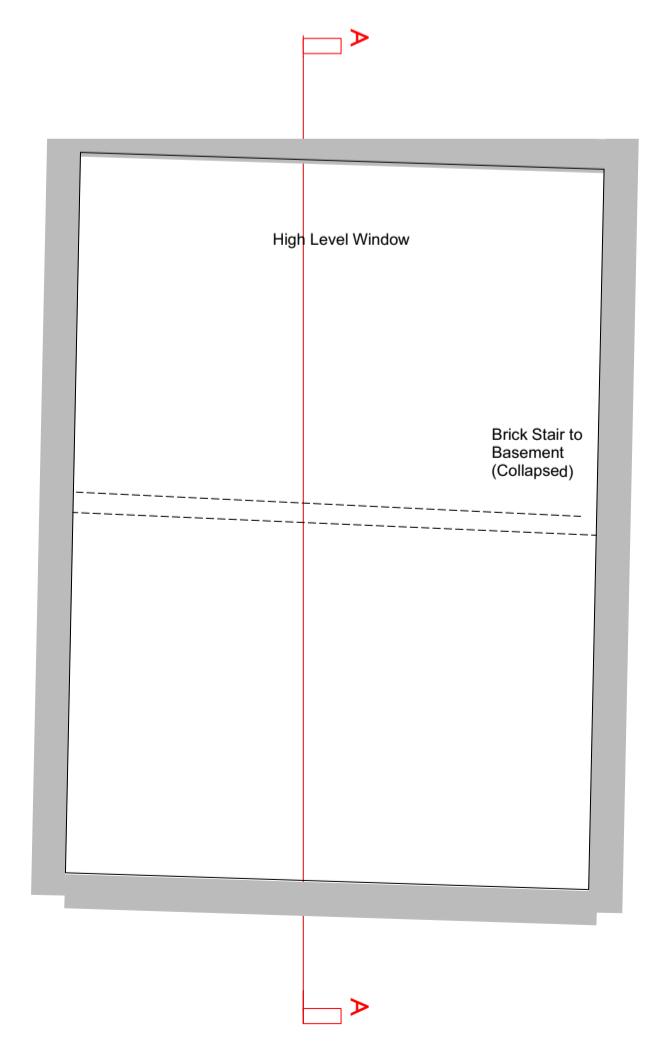 A
High Level Window
Brick Stair to
Basement
(Collapsed)
A